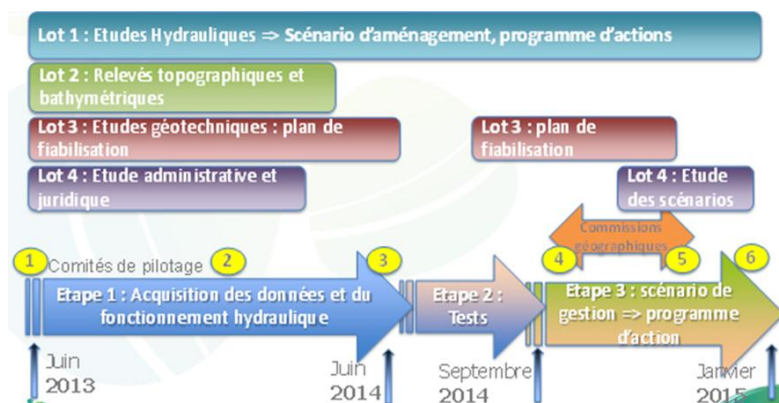 Lot 1 : Etudes Hydrauliques => Scénario d'aménagement, programme d'actions
Lot 2 : Relevés topographiques et
bathymétriques
Lot 3 : Etudes géotechniques : plan de
fiabilisation
Lot 3 : plan de
fiabilisation
Lot 4 : Etude administrative et
juridique
Lot 4 : Etude
des scénarios
Commissions
géographiques
1
Comités de pilotage
2
3
4
5
6
Etape 1 : Acquisition des données et du
fonctionnement hydraulique
Etape 2 :
Tests
Etape 3 : scénario de
gestion => programme
d'action
Juin
2013
Juin
2014
Septembre
2014
Janvier
2015